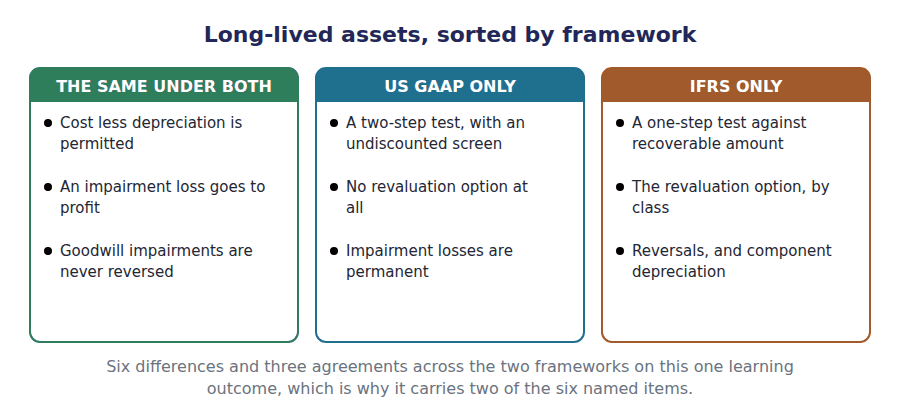 Long-lived assets, sorted by framework
THE SAME UNDER BOTH
Cost less depreciation is
permitted
An impairment loss goes to
profit
Goodwill impairments are
never reversed
US GAAP ONLY
A two-step test, with an
undiscounted screen
No revaluation option at
all
Impairment losses are
permanent
IFRS ONLY
A one-step test against
recoverable amount
The revaluation option, by
class
Reversals, and component
depreciation
Six differences and three agreements across the two frameworks on this one learning
outcome, which is why it carries two of the six named items.